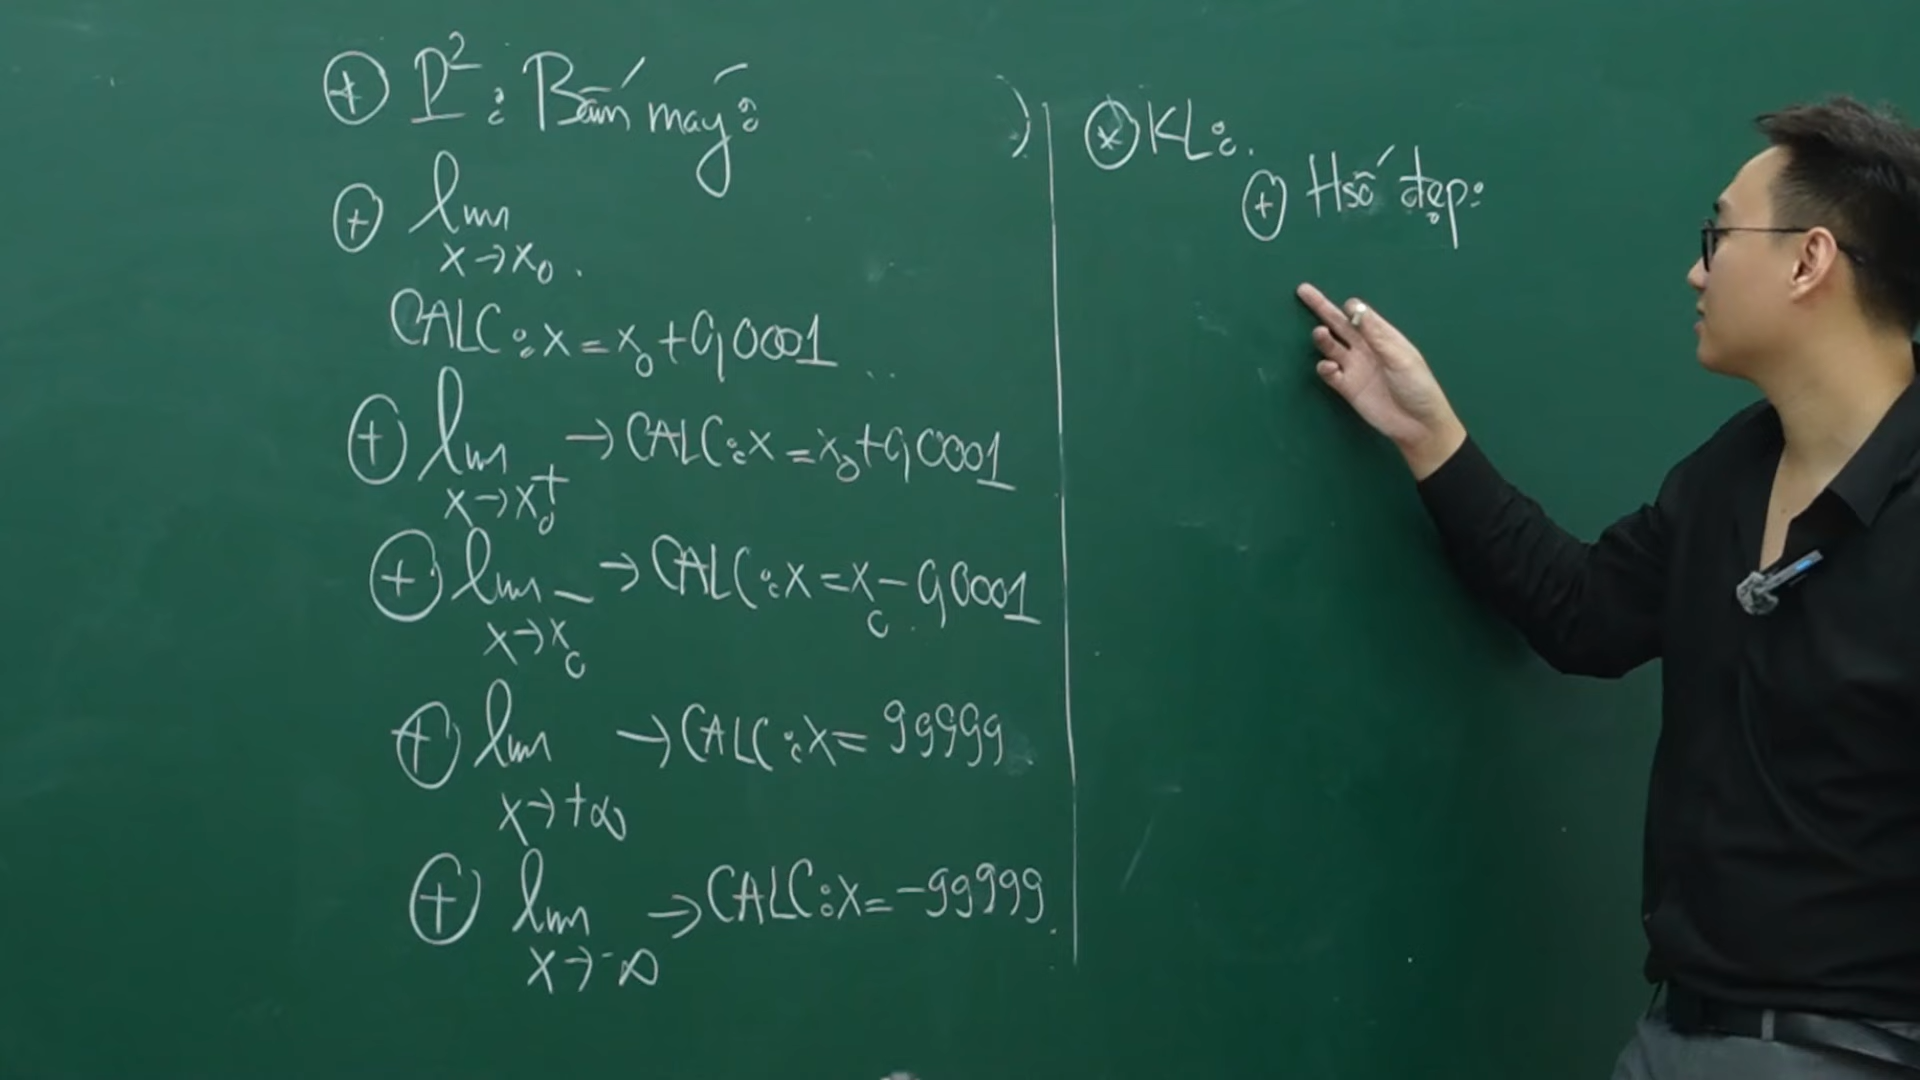 + P²: Bấm máy:
+ lim
x→x₀.
CALC: x = x₀ + 0,0001
+ lim → CALC: x = x₀ + 0,0001
x→x₀⁺
+ lim → CALC: x = x₀ − 0,0001
x→x₀⁻
+ lim → CALC: x = 99999
x→+∞
+ lim → CALC: x = −99999.
x→−∞
* KL:.
+ H số đẹp: